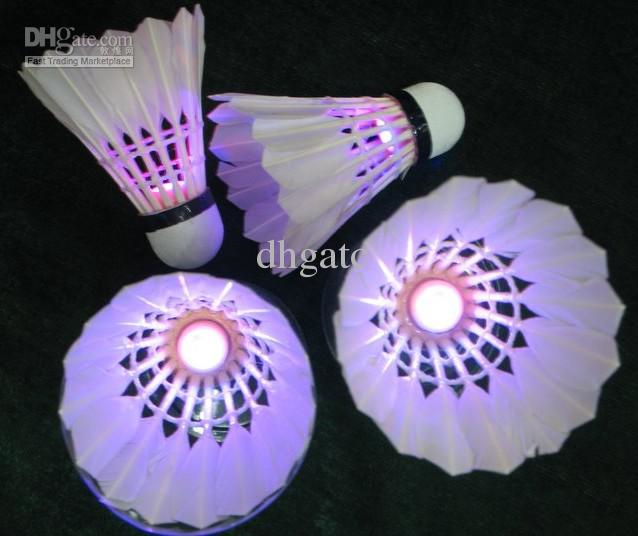 DHgate.com
敦煌网
Fast Trading Marketplace
dhgate